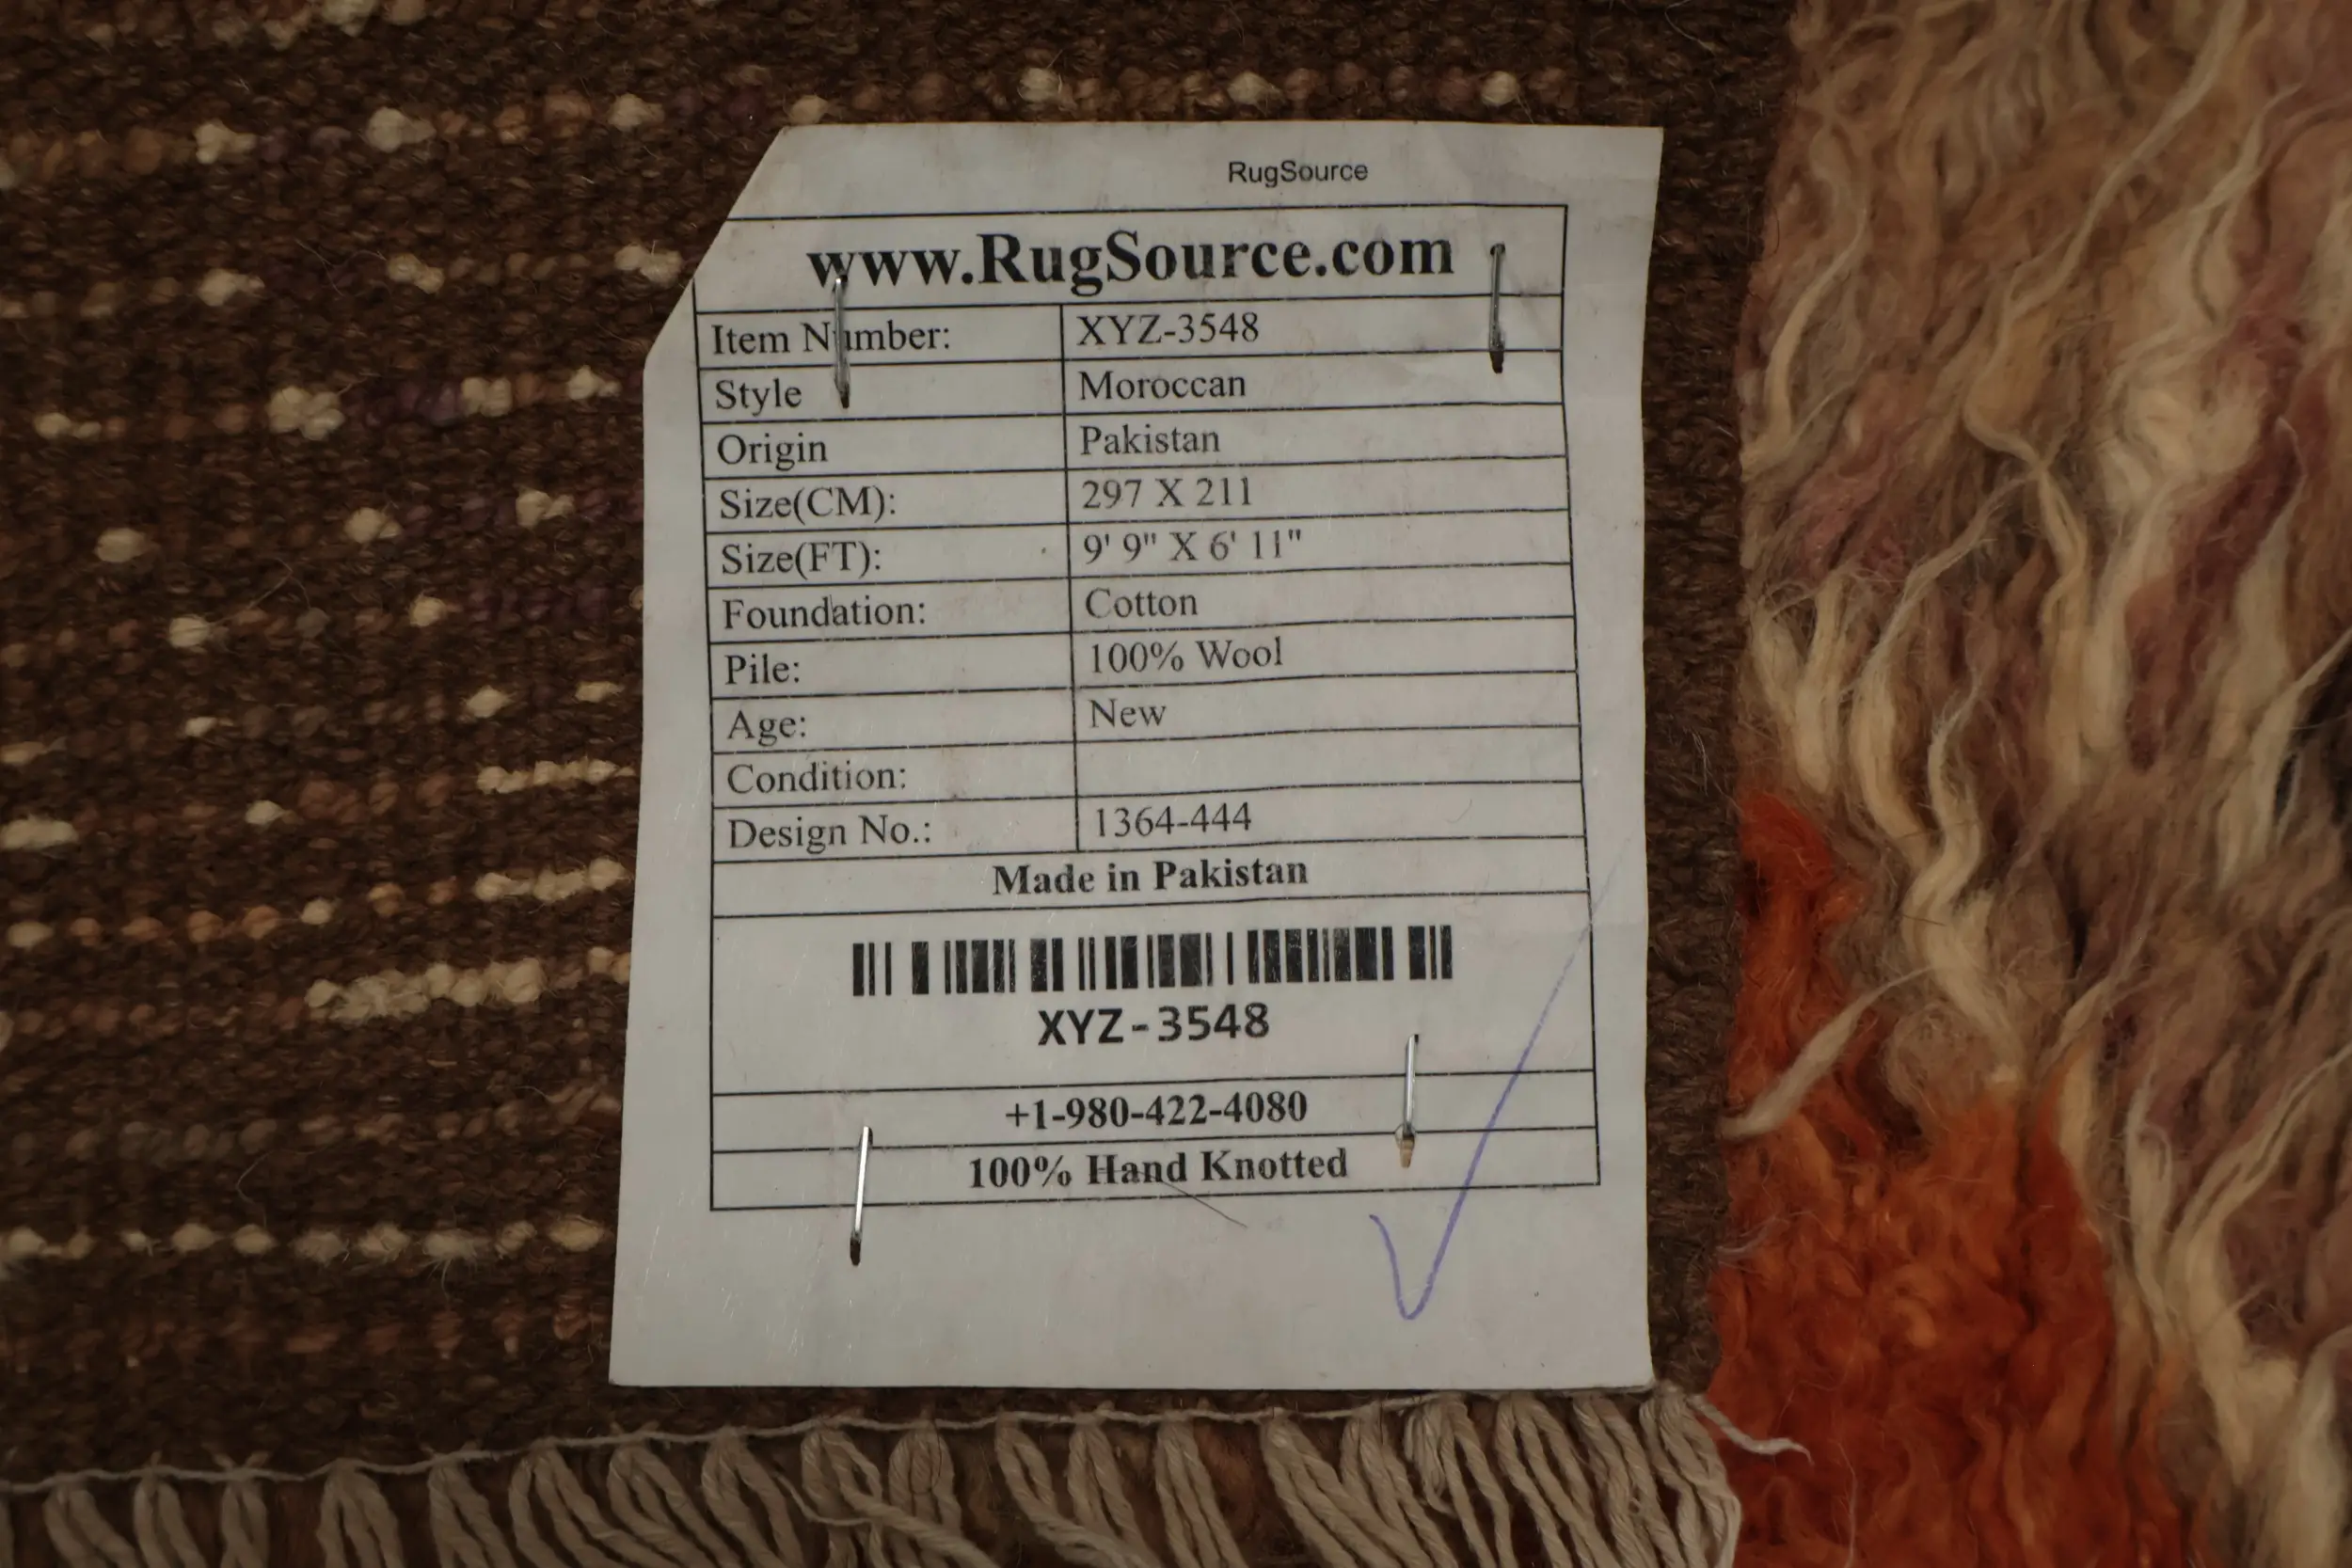 RugSource
www.RugSource.com
Item Number: XYZ-3548
Style Moroccan
Origin Pakistan
Size(CM): 297 X 211
Size(FT): 9' 9" X 6' 11"
Foundation: Cotton
Pile: 100% Wool
Age: New
Condition:
Design No.: 1364-444
Made in Pakistan
XYZ-3548
+1-980-422-4080
100% Hand Knotted